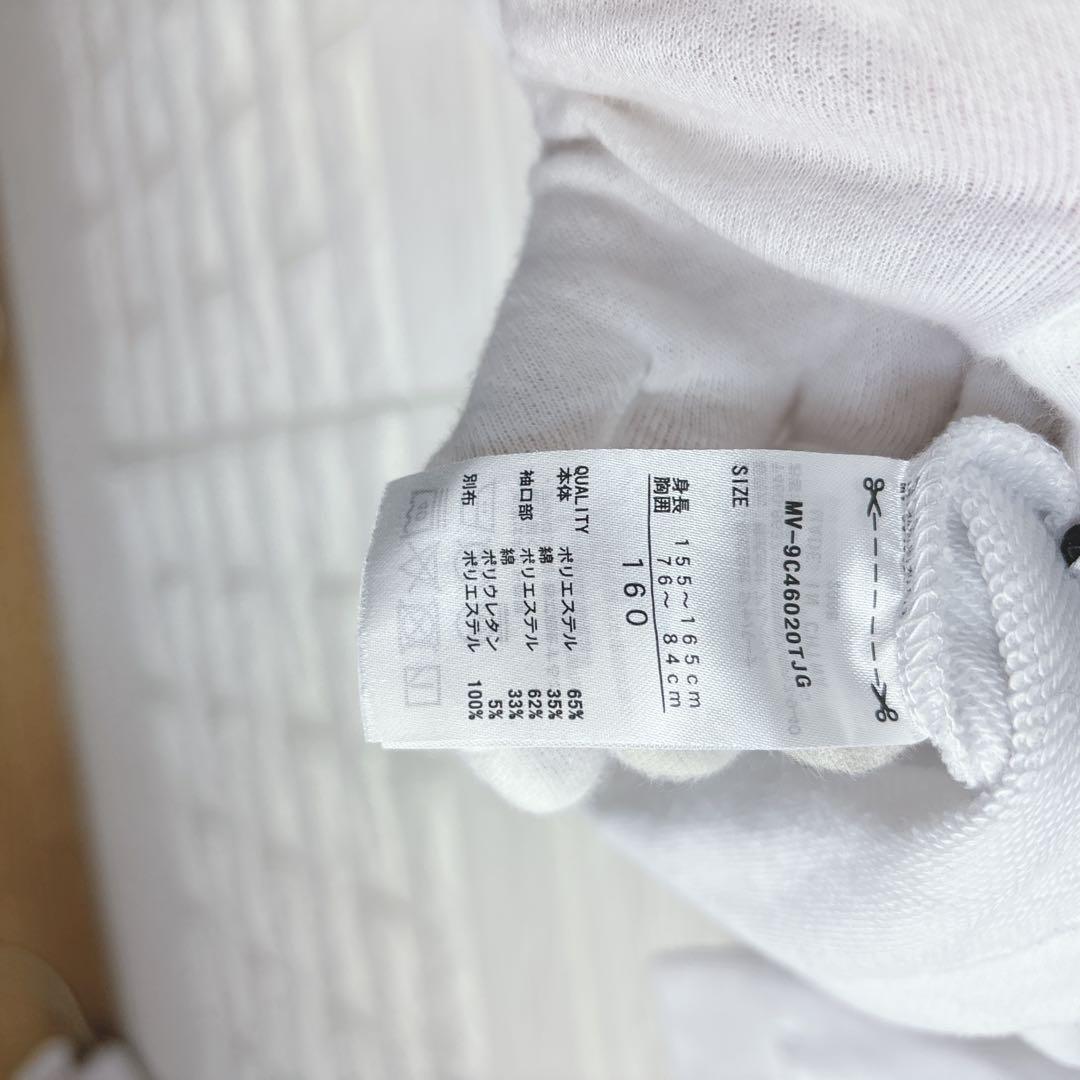 MV-9C46020TJG
SIZE
身長 155~165cm
胸囲 76~ 84cm
160
QUALITY
本体 ポリエステル 65%
綿 35%
袖口部 ポリエステル 62%
綿 33%
ポリウレタン 5%
別布 ポリエステル 100%